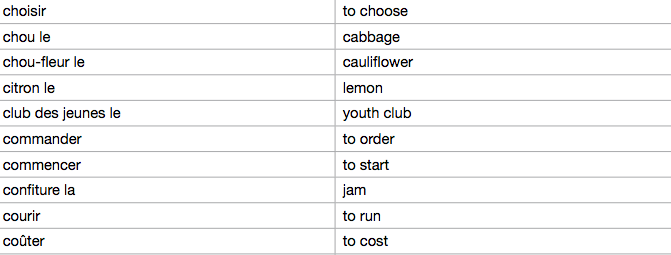 choisir to choose
chou le cabbage
chou-fleur le cauliflower
citron le lemon
club des jeunes le youth club
commander to order
commencer to start
confiture la jam
courir to run
coûter to cost